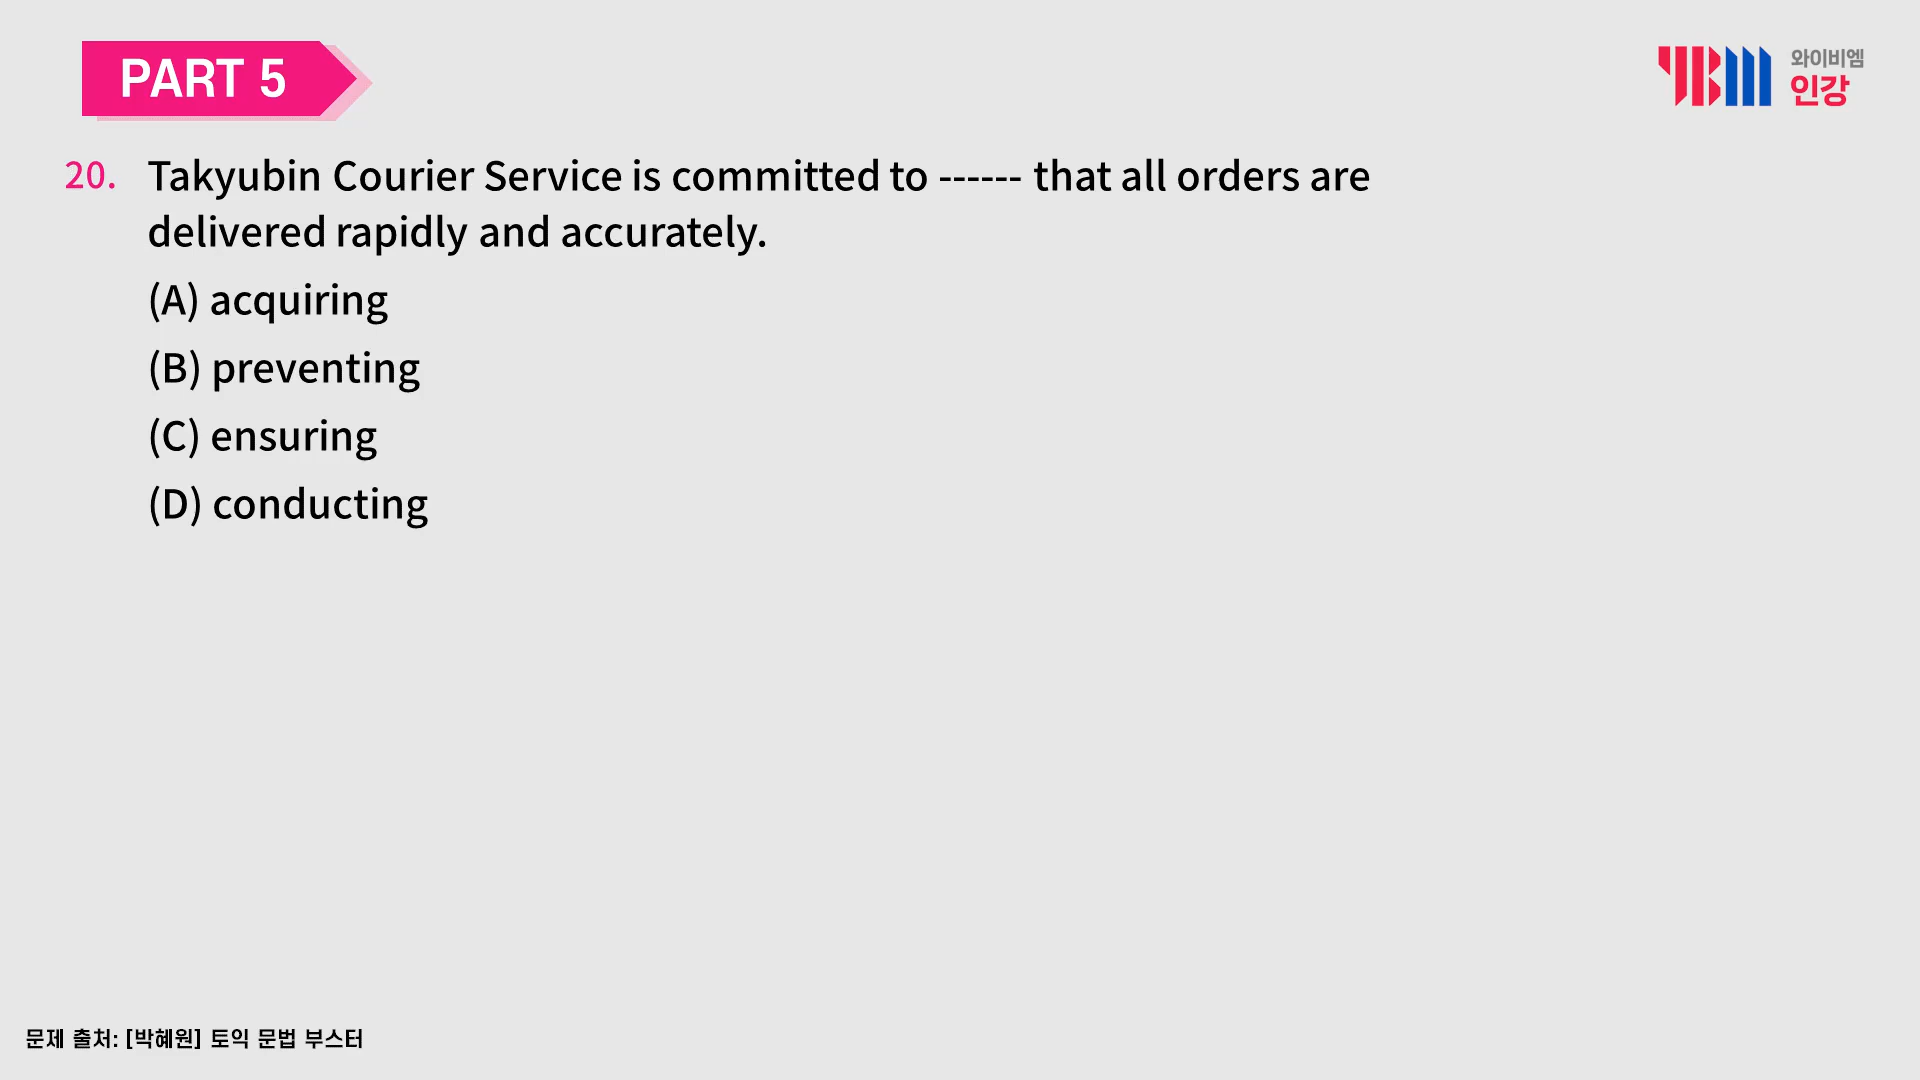 PART 5
YBM 와이비엠
인강
20. Takyubin Courier Service is committed to ------ that all orders are
delivered rapidly and accurately.
(A) acquiring
(B) preventing
(C) ensuring
(D) conducting
문제 출처: [박혜원] 토익 문법 부스터